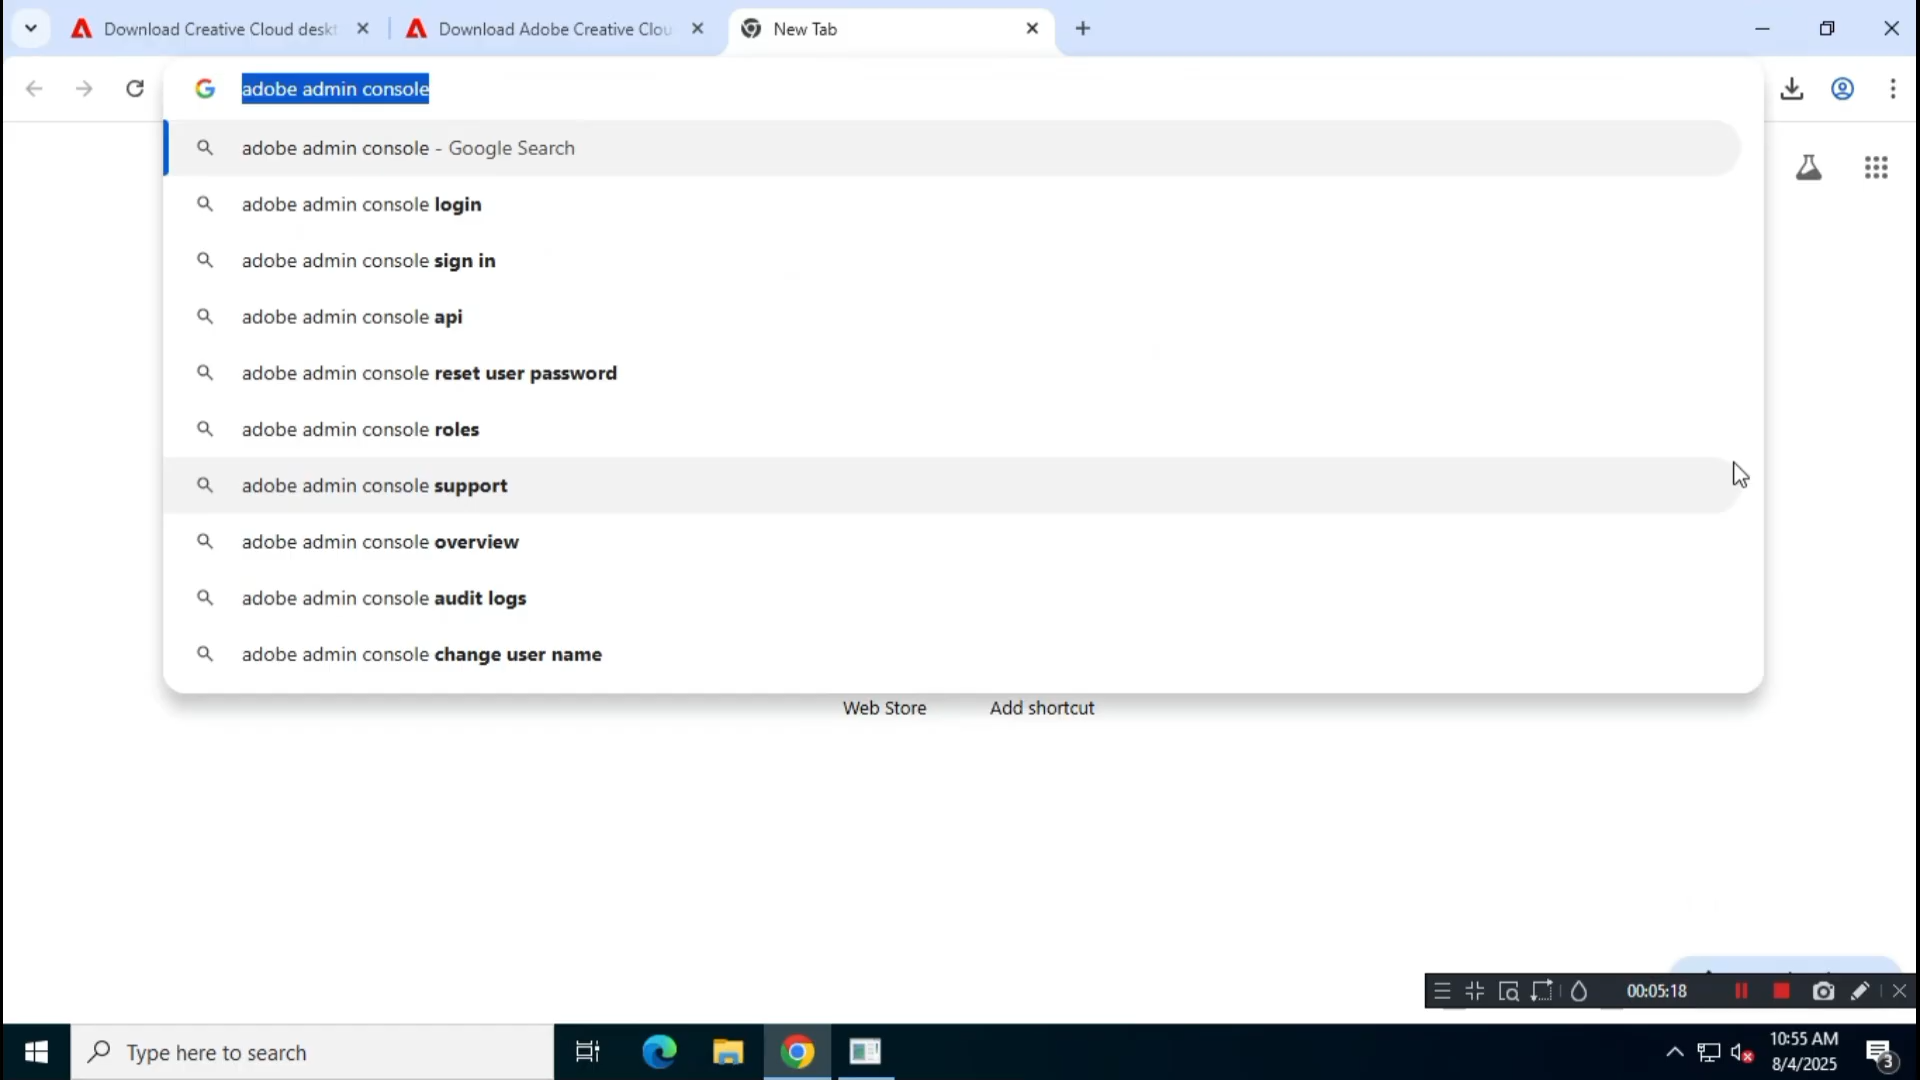 Download Creative Cloud deskt
Download Adobe Creative Clou
New Tab
adobe admin console
adobe admin console - Google Search
adobe admin console login
adobe admin console sign in
adobe admin console api
adobe admin console reset user password
adobe admin console roles
adobe admin console support
adobe admin console overview
adobe admin console audit logs
adobe admin console change user name
Web Store
Add shortcut
00:05:18
Type here to search
10:55 AM
8/4/2025
3